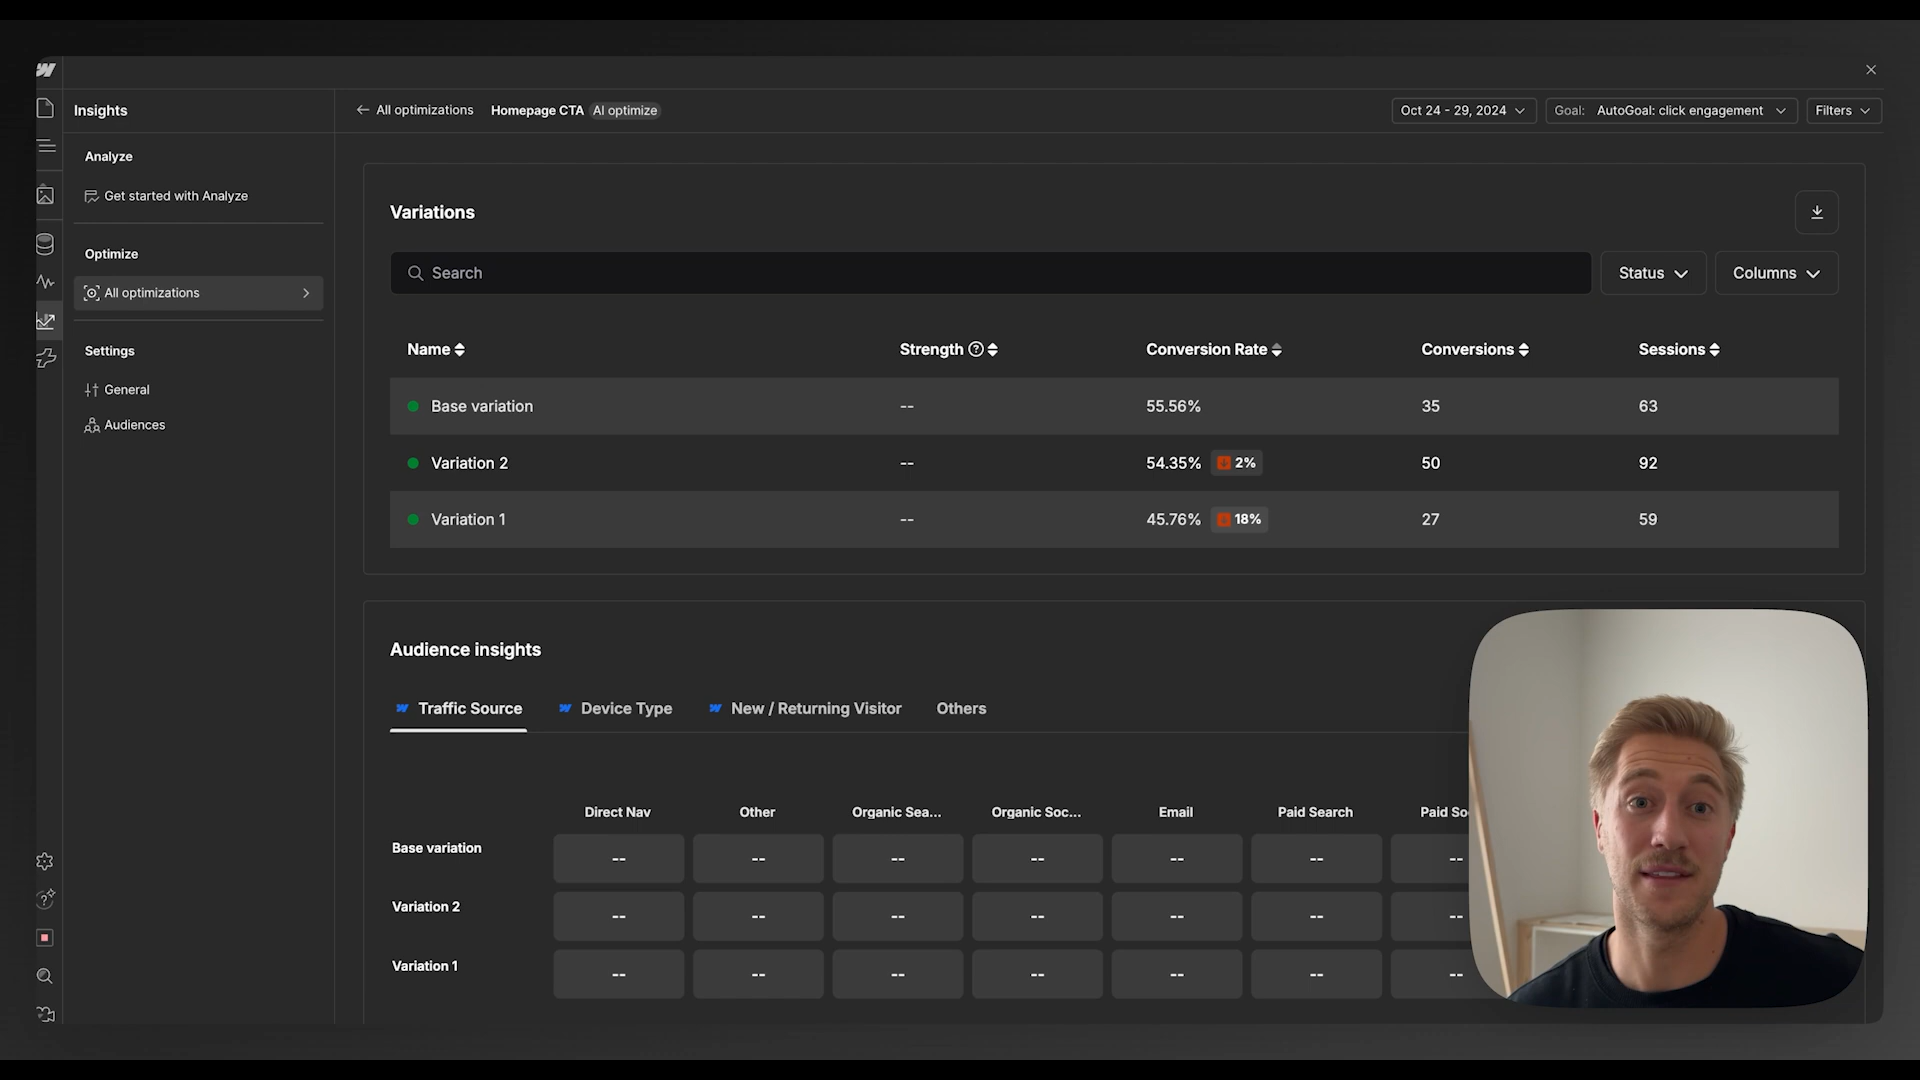 Insights
← All optimizations Homepage CTA AI optimize
Oct 24 - 29, 2024 Goal: AutoGoal: click engagement Filters
Analyze
Get started with Analyze
Optimize
All optimizations
Settings
General
Audiences
Variations
Search Status Columns
Name Strength Conversion Rate Conversions Sessions
Base variation -- 55.56% 35 63
Variation 2 -- 54.35% 2% 50 92
Variation 1 -- 45.76% 18% 27 59
Audience insights
Traffic Source Device Type New / Returning Visitor Others
Direct Nav Other Organic Sea... Organic Soc... Email Paid Search Paid So
Base variation -- -- -- -- -- -- --
Variation 2 -- -- -- -- -- -- --
Variation 1 -- -- -- -- -- -- --